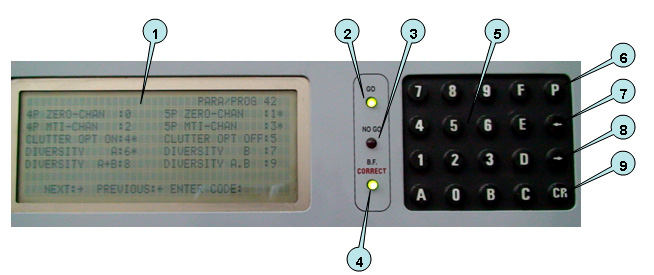 1
2
3
5
6
7
8
9
4
PARA/PROG 42
4P ZERO-CHAN :0 5P ZERO-CHAN :1*
4P MTI-CHAN :2 5P MTI-CHAN :3*
CLUTTER OPT ON:4* CLUTTER OPT OFF:5
DIVERSITY A:6* DIVERSITY B :7
DIVERSITY A+B:8 DIVERSITY A.B :9
NEXT:+ PREVIOUS:+ ENTER CODE:
GO
NO GO
B.F.
CORRECT
7 8 9 F P
4 5 6 E ←
1 2 3 D →
A 0 B C CR